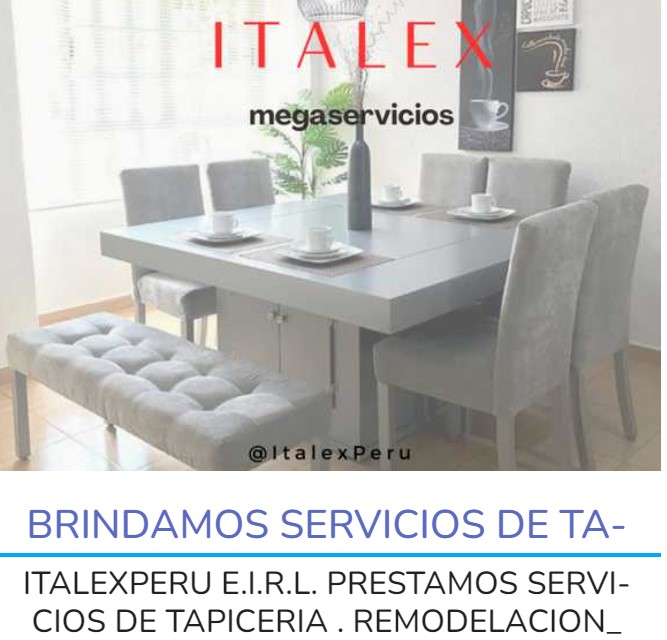 ITALEX
megaservicios
@ItalexPeru
BRINDAMOS SERVICIOS DE TA-
ITALEXPERU E.I.R.L. PRESTAMOS SERVI-
CIOS DE TAPICERIA . REMODELACION_